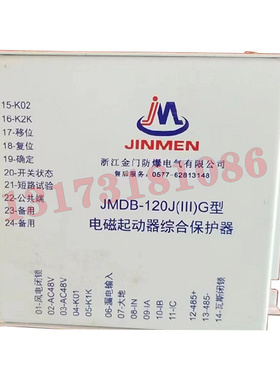 15-K02
16-K2K
17-移位
18-复位
19-确定
20-开关状态
21-短路试验
22-公共端
23-备用
24-备用
JM
JINMEN
浙江金门防爆电气有限公司
售后服务: 0577-62813148
JMDB-120J(III)G型
电磁起动器综合保护器
13173181086
01-风电闭锁
02-AC48V
03-AC48V
04-K01
05-K1K
06-漏电输入
07-大地
08-IN
09-IA
10-IB
11-IC
12-485+
13-485-
14-瓦斯闭锁